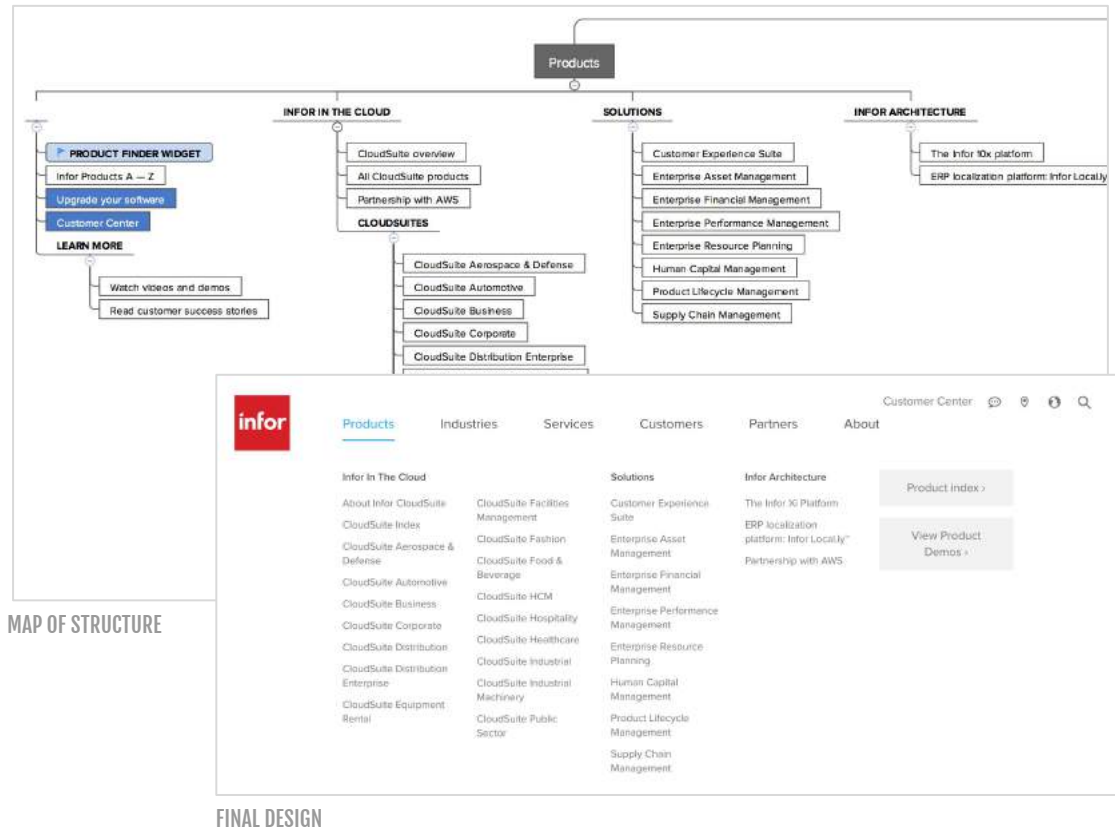 Products
INFOR IN THE CLOUD
SOLUTIONS
INFOR ARCHITECTURE
PRODUCT FINDER WIDGET
Infor Products A — Z
Upgrade your software
Customer Center
LEARN MORE
Watch videos and demos
Read customer success stories
CloudSuite overview
All CloudSuite products
Partnership with AWS
CLOUDSUITES
CloudSuite Aerospace & Defense
CloudSuite Automotive
CloudSuite Business
CloudSuite Corporate
CloudSuite Distribution Enterprise
Customer Experience Suite
Enterprise Asset Management
Enterprise Financial Management
Enterprise Performance Management
Enterprise Resource Planning
Human Capital Management
Product Lifecycle Management
Supply Chain Management
The Infor 10x platform
ERP localization platform: Infor Local.ly
MAP OF STRUCTURE
infor
Customer Center
Products
Industries
Services
Customers
Partners
About
Infor In The Cloud
About Infor CloudSuite
CloudSuite Index
CloudSuite Aerospace &
Defense
CloudSuite Automotive
CloudSuite Business
CloudSuite Corporate
CloudSuite Distribution
CloudSuite Distribution
Enterprise
CloudSuite Equipment
Rental
CloudSuite Facilities
Management
CloudSuite Fashion
CloudSuite Food &
Beverage
CloudSuite HCM
CloudSuite Hospitality
CloudSuite Healthcare
CloudSuite Industrial
CloudSuite Industrial
Machinery
CloudSuite Public
Sector
Solutions
Customer Experience
Suite
Enterprise Asset
Management
Enterprise Financial
Management
Enterprise Performance
Management
Enterprise Resource
Planning
Human Capital
Management
Product Lifecycle
Management
Supply Chain
Management
Infor Architecture
The Infor Xi Platform
ERP localization
platform: Infor Local.ly™
Partnership with AWS
Product index ›
View Product
Demos ›
FINAL DESIGN